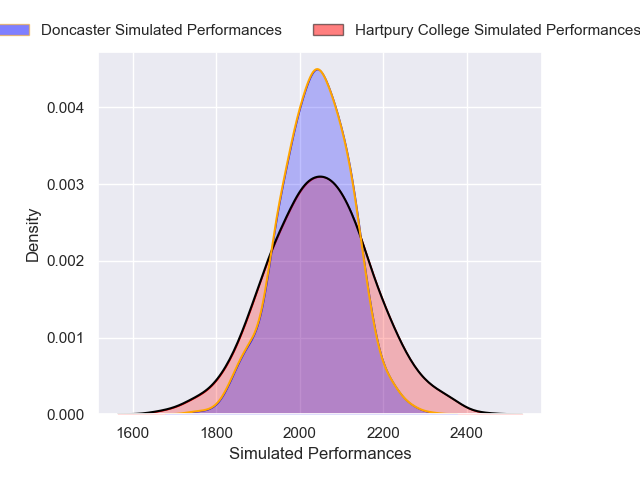 Doncaster Simulated Performances Hartpury College Simulated Performances
0.004
0.003
0.002
0.001
0.000
Density
1600 1800 2000 2200 2400
Simulated Performances